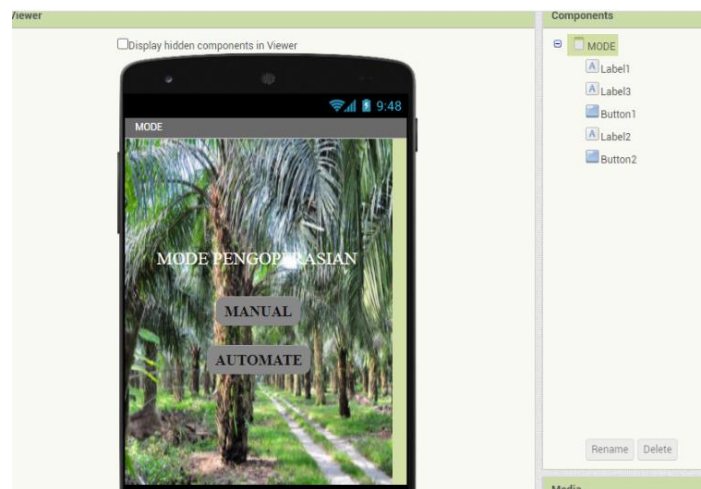 Viewer
Components
Display hidden components in Viewer
MODE
Label1
Label3
Button1
Label2
Button2
9:48
MODE
MODE PENGOPERASIAN
MANUAL
AUTOMATE
Rename Delete
Media